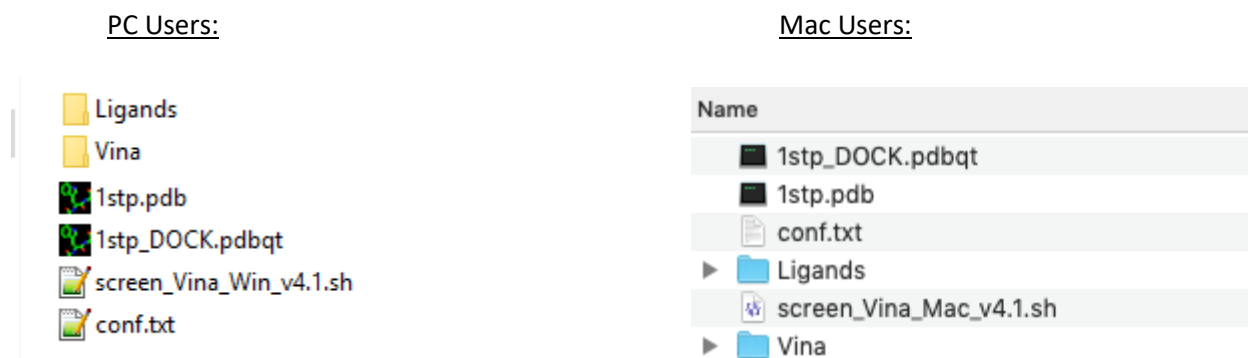 PC Users:
Ligands
Vina
1stp.pdb
1stp_DOCK.pdbqt
screen_Vina_Win_v4.1.sh
conf.txt
Mac Users:
Name
1stp_DOCK.pdbqt
1stp.pdb
conf.txt
Ligands
screen_Vina_Mac_v4.1.sh
Vina